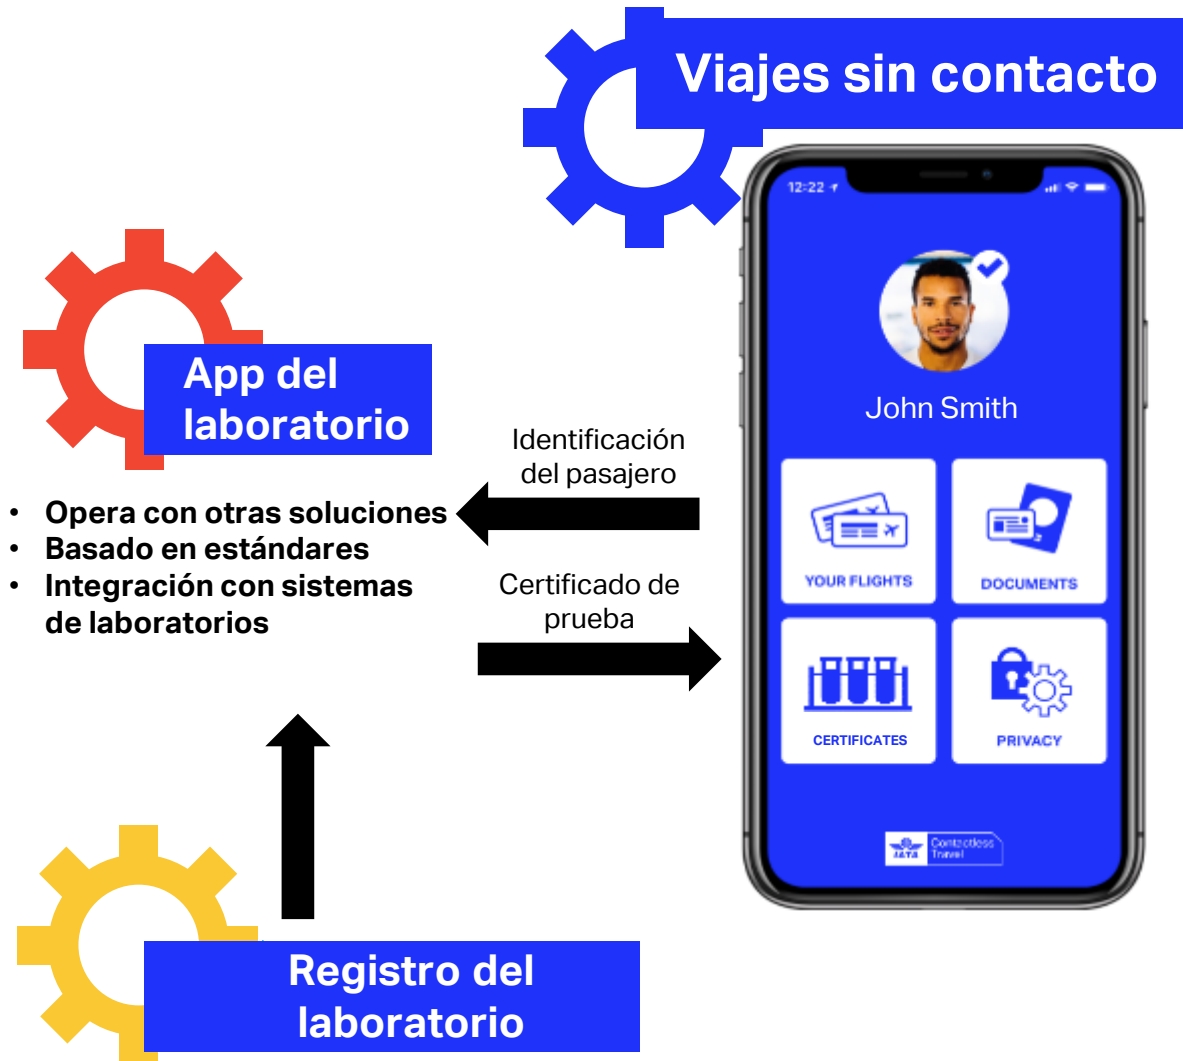 Viajes sin contacto
12:22
App del
laboratorio
John Smith
Identificación
del pasajero
• Opera con otras soluciones
• Basado en estándares
• Integración con sistemas
de laboratorios
Certificado de
prueba
YOUR FLIGHTS
DOCUMENTS
CERTIFICATES
PRIVACY
IATA
Contactless
Travel
Registro del
laboratorio